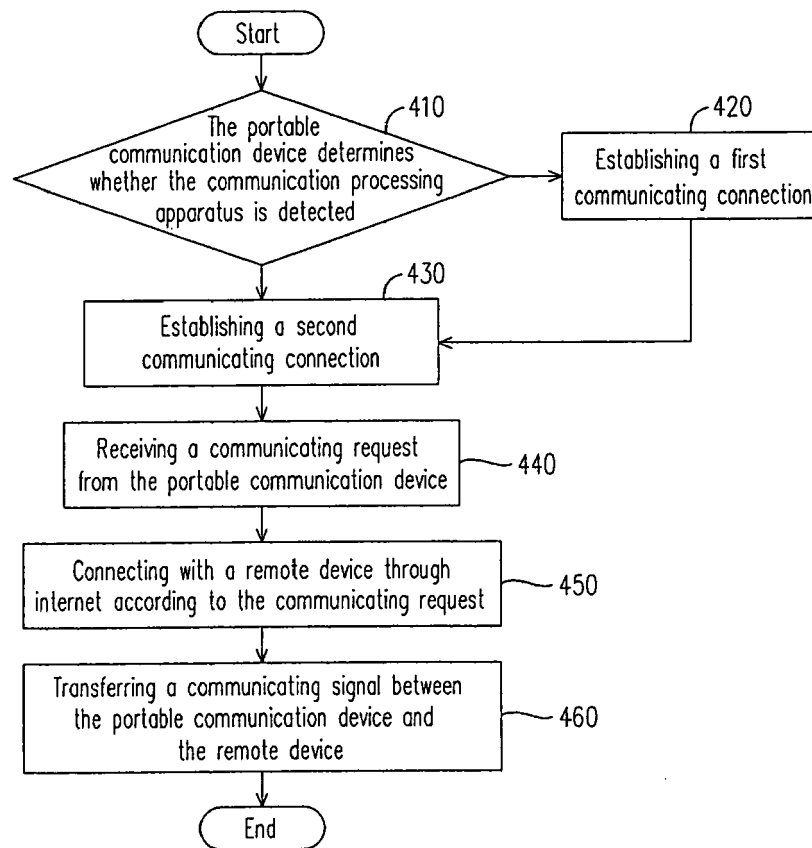 Start
410
The portable
communication device determines
whether the communication processing
apparatus is detected
420
Establishing a first
communicating connection
430
Establishing a second
communicating connection
Receiving a communicating request
from the portable communication device
440
Connecting with a remote device through
internet according to the communicating request
450
Transferring a communicating signal between
the portable communication device and
the remote device
460
End